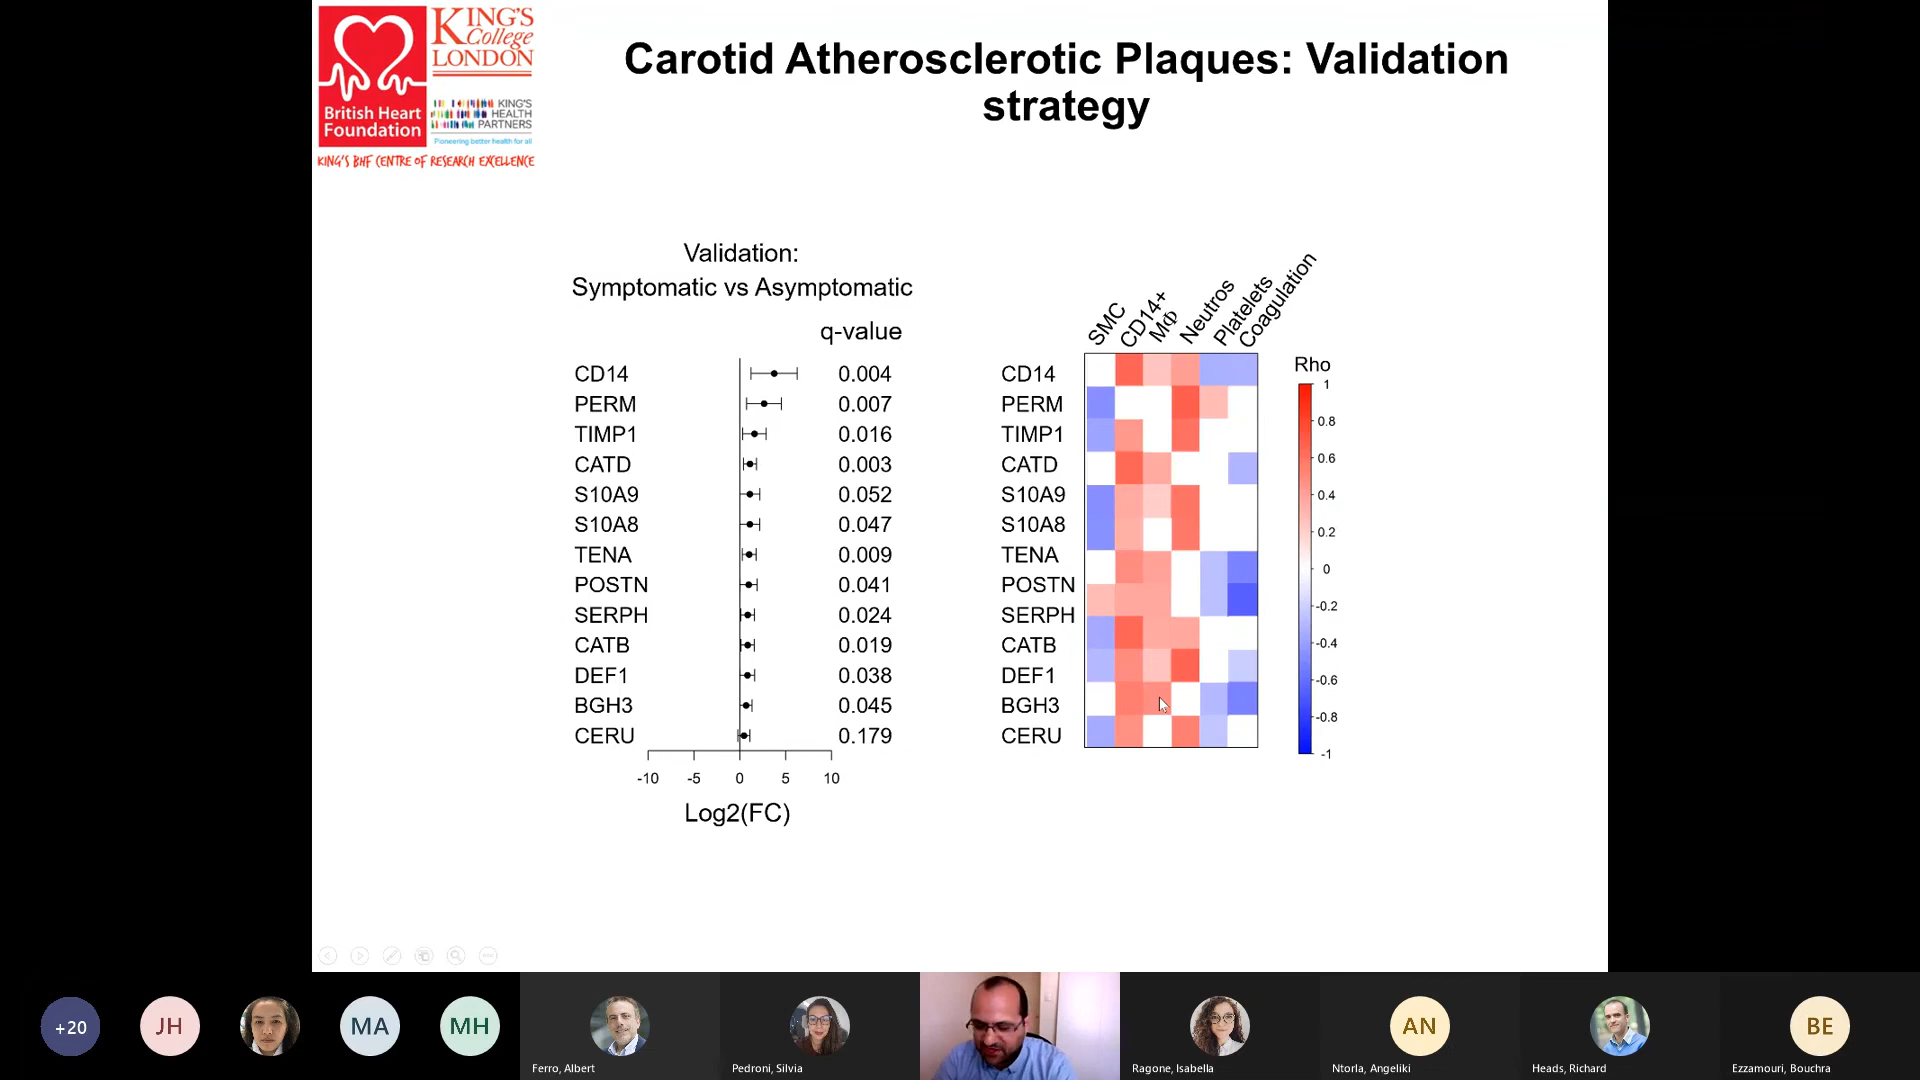 KING'S
College
LONDON
British Heart
Foundation
KING'S
HEALTH
PARTNERS
Pioneering better health for all
KING'S BHF CENTRE OF RESEARCH EXCELLENCE
Carotid Atherosclerotic Plaques: Validation
strategy
Validation:
Symptomatic vs Asymptomatic
q-value
CD14 0.004
PERM 0.007
TIMP1 0.016
CATD 0.003
S10A9 0.052
S10A8 0.047
TENA 0.009
POSTN 0.041
SERPH 0.024
CATB 0.019
DEF1 0.038
BGH3 0.045
CERU 0.179
-10 -5 0 5 10
Log2(FC)
SMC
CD14+
MΦ
Neutros
Platelets
Coagulation
CD14
PERM
TIMP1
CATD
S10A9
S10A8
TENA
POSTN
SERPH
CATB
DEF1
BGH3
CERU
Rho
1
0.8
0.6
0.4
0.2
0
-0.2
-0.4
-0.6
-0.8
-1
+20
JH
MA
MH
Ferro, Albert
Pedroni, Silvia
Ragone, Isabella
AN
Ntorla, Angeliki
Heads, Richard
BE
Ezzamouri, Bouchra